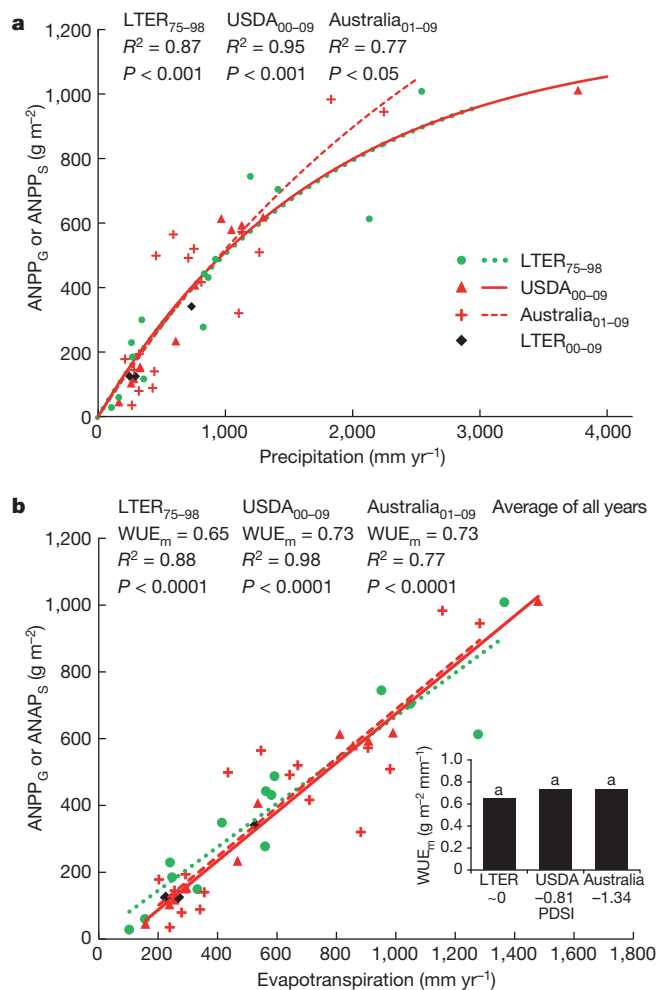 a
LTER75–98 USDA00–09 Australia01–09
R² = 0.87 R² = 0.95 R² = 0.77
P < 0.001 P < 0.001 P < 0.05
1,200
1,000
800
600
400
200
0
ANPPG or ANPPS (g m⁻²)
LTER75–98
USDA00–09
Australia01–09
LTER00–09
0 1,000 2,000 3,000 4,000
Precipitation (mm yr⁻¹)
b
LTER75–98 USDA00–09 Australia01–09 Average of all years
WUEm = 0.65 WUEm = 0.73 WUEm = 0.73
R² = 0.88 R² = 0.98 R² = 0.77
P < 0.0001 P < 0.0001 P < 0.0001
1,200
1,000
800
600
400
200
0
ANPPG or ANAPS (g m⁻²)
1.0
0.8
0.6
0.4
0.2
0
WUEm (g m⁻² mm⁻¹)
a a a
LTER USDA Australia
~0 –0.81 –1.34
PDSI
0 200 400 600 800 1,000 1,200 1,400 1,600 1,800
Evapotranspiration (mm yr⁻¹)